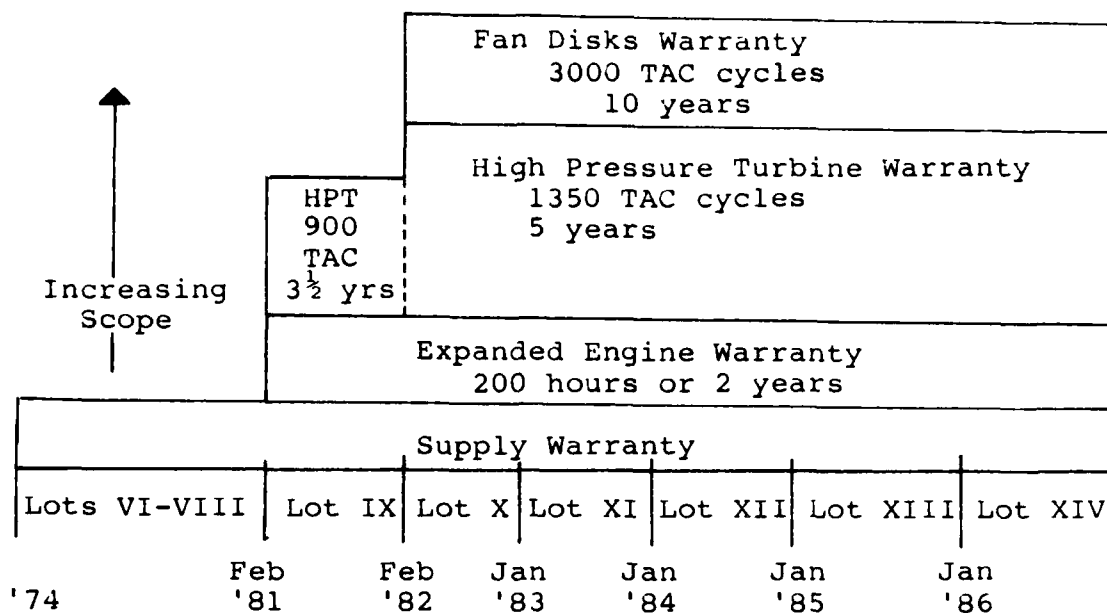 Fan Disks Warranty
3000 TAC cycles
10 years
High Pressure Turbine Warranty
1350 TAC cycles
5 years
HPT
900
TAC
3½ yrs
Increasing
Scope
Expanded Engine Warranty
200 hours or 2 years
Supply Warranty
Lots VI-VIII Lot IX Lot X Lot XI Lot XII Lot XIII Lot XIV
Feb Feb Jan Jan Jan Jan
'74 '81 '82 '83 '84 '85 '86